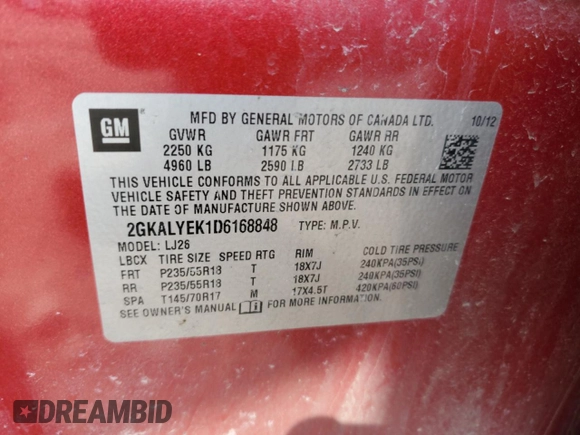 GM
MFD BY GENERAL MOTORS OF CANADA LTD. 10/12
GVWR GAWR FRT GAWR RR
2250 KG 1175 KG 1240 KG
4960 LB 2590 LB 2733 LB
THIS VEHICLE CONFORMS TO ALL APPLICABLE U.S. FEDERAL MOTOR
VEHICLE SAFETY AND THEFT PREVENTION STANDARDS IN EFFECT ON
THE DATE OF MANUFACTURE SHOWN ABOVE.
2GKALYEK1D6168848 TYPE: M.P.V.
MODEL: LJ26
LBCX TIRE SIZE SPEED RTG RIM COLD TIRE PRESSURE
FRT P235/55R18 T 18X7J 240KPA(35PSI)
RR P235/55R18 T 18X7J 240KPA(35PSI)
SPA T145/70R17 M 17X4.5T 420KPA(60PSI)
SEE OWNER'S MANUAL FOR ADDITIONAL INFORMATION.
DREAMBID